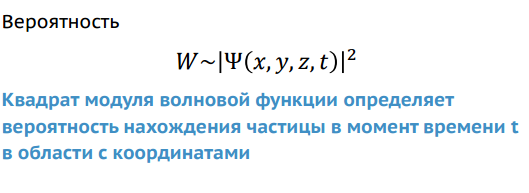 Вероятность
W~|Ψ(x, y, z, t)|²
Квадрат модуля волновой функции определяет
вероятность нахождения частицы в момент времени t
в области с координатами